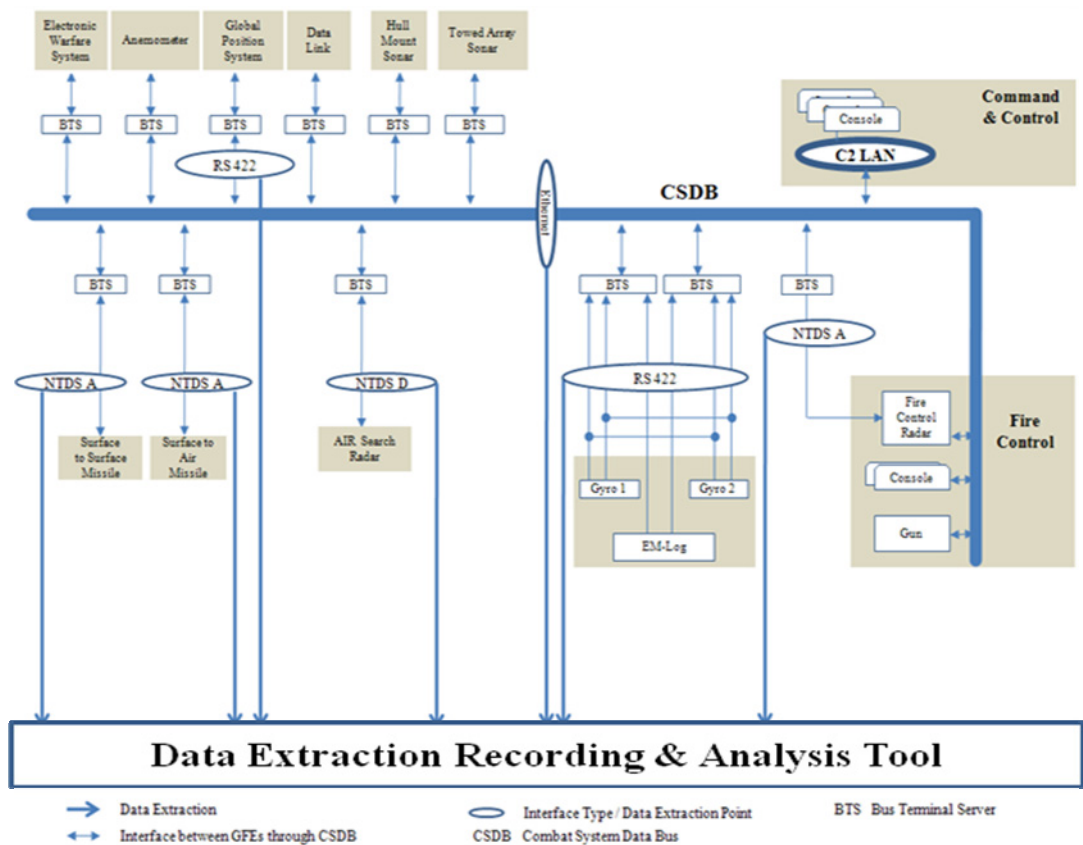 Electronic
Warfare
System
Anemometer
Global
Position
System
Data
Link
Hull
Mount
Sonar
Towed Array
Sonar
BTS
BTS
BTS
BTS
BTS
BTS
RS 422
Console
Command
& Control
C2 LAN
Ethernet
CSDB
BTS
BTS
BTS
BTS
BTS
BTS
NTDS A
NTDS A
NTDS D
RS 422
NTDS A
Surface
to Surface
Missile
Surface to
Air
Missile
AIR Search
Radar
Gyro 1
Gyro 2
EM-Log
Fire
Control
Radar
Fire
Control
Console
Gun
Data Extraction Recording & Analysis Tool
Data Extraction
Interface Type / Data Extraction Point
BTS Bus Terminal Server
Interface between GFEs through CSDB
CSDB Combat System Data Bus